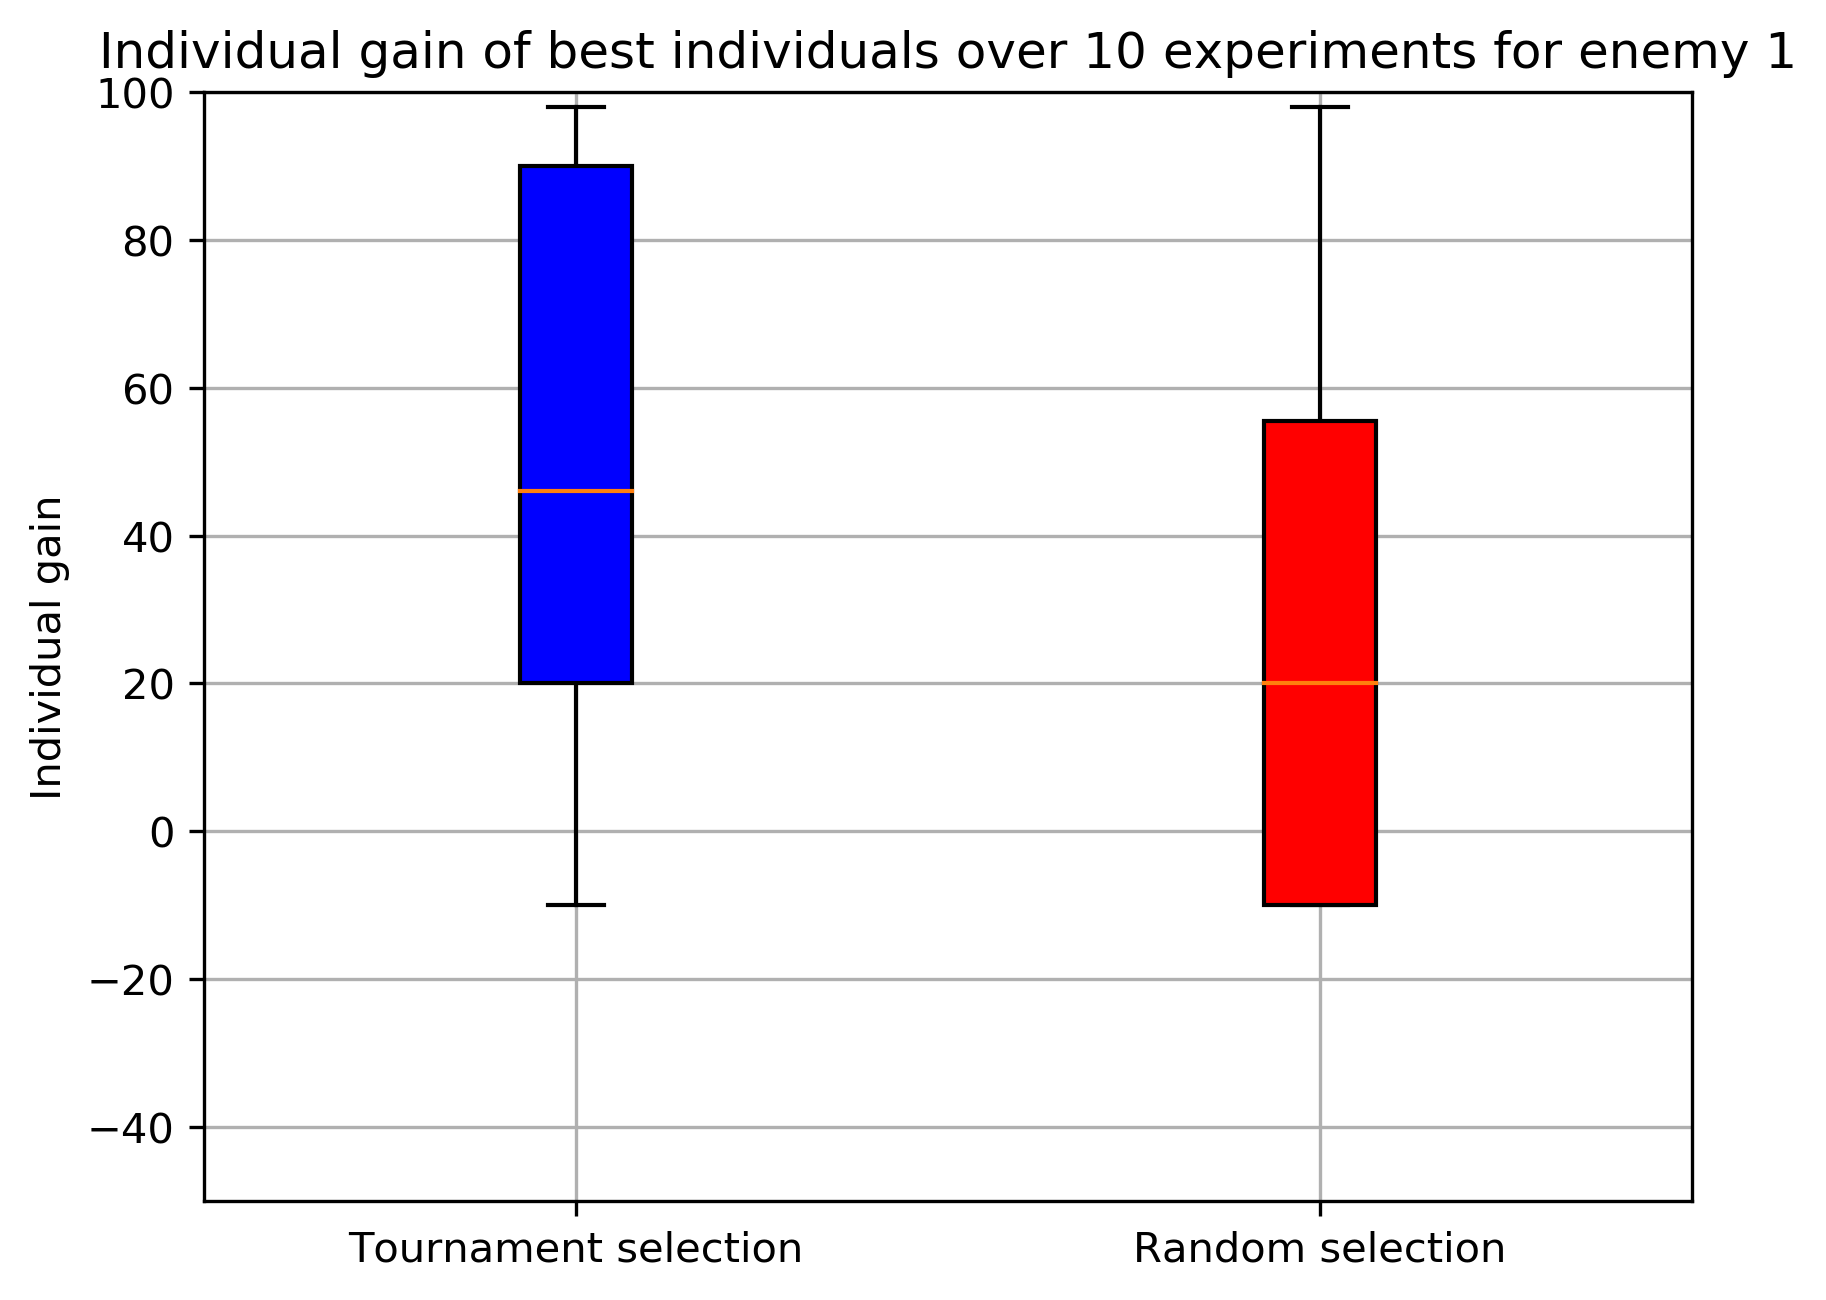 Individual gain of best individuals over 10 experiments for enemy 1
100
80
60
40
20
0
−20
−40
Individual gain
Tournament selection
Random selection